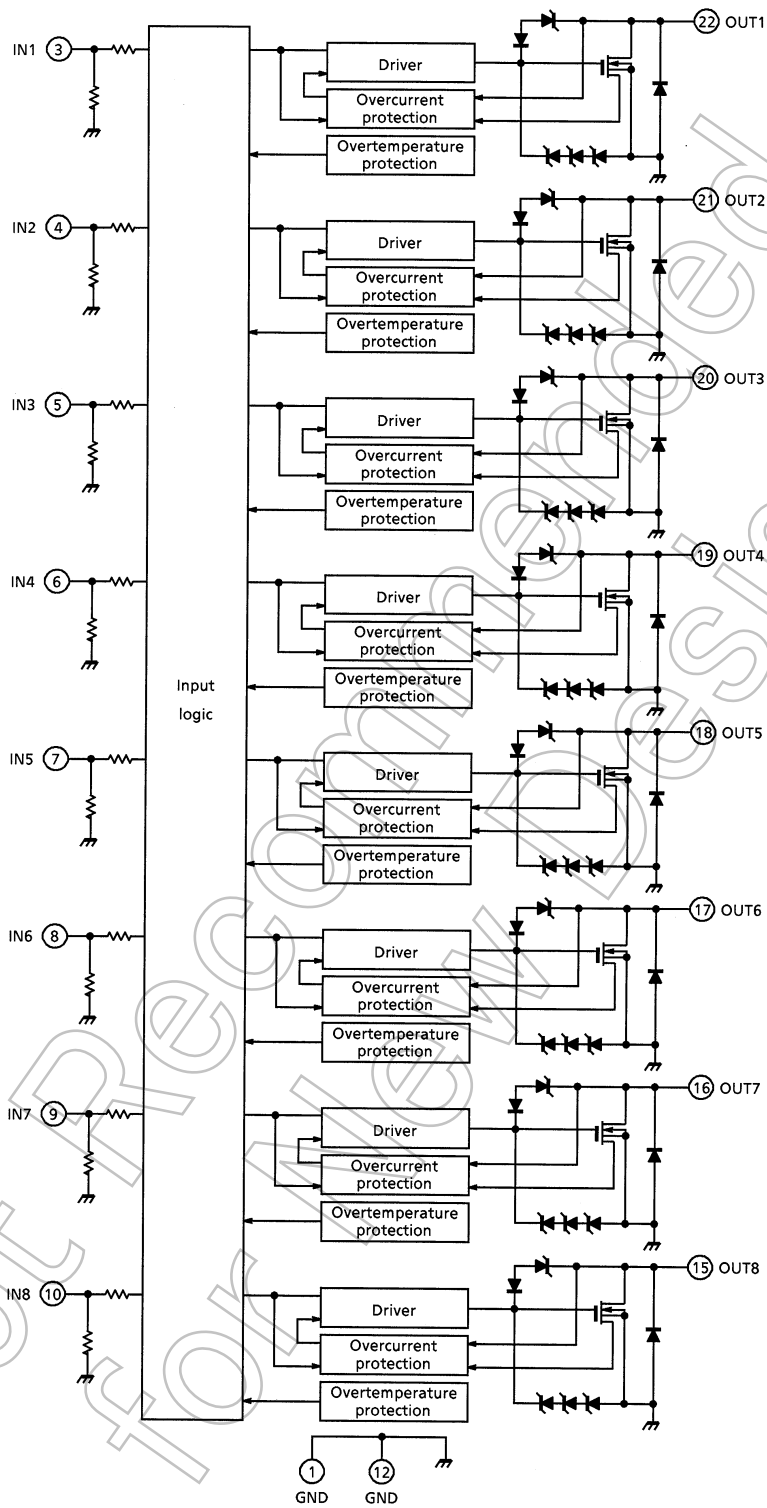 IN1 3
Driver
Overcurrent
protection
Overtemperature
protection
22 OUT1
IN2 4
Driver
Overcurrent
protection
Overtemperature
protection
21 OUT2
IN3 5
Driver
Overcurrent
protection
Overtemperature
protection
20 OUT3
IN4 6
Driver
Overcurrent
protection
Overtemperature
protection
19 OUT4
Input
logic
IN5 7
Driver
Overcurrent
protection
Overtemperature
protection
18 OUT5
IN6 8
Driver
Overcurrent
protection
Overtemperature
protection
17 OUT6
IN7 9
Driver
Overcurrent
protection
Overtemperature
protection
16 OUT7
IN8 10
Driver
Overcurrent
protection
Overtemperature
protection
15 OUT8
1 12
GND GND
Recommended
for New